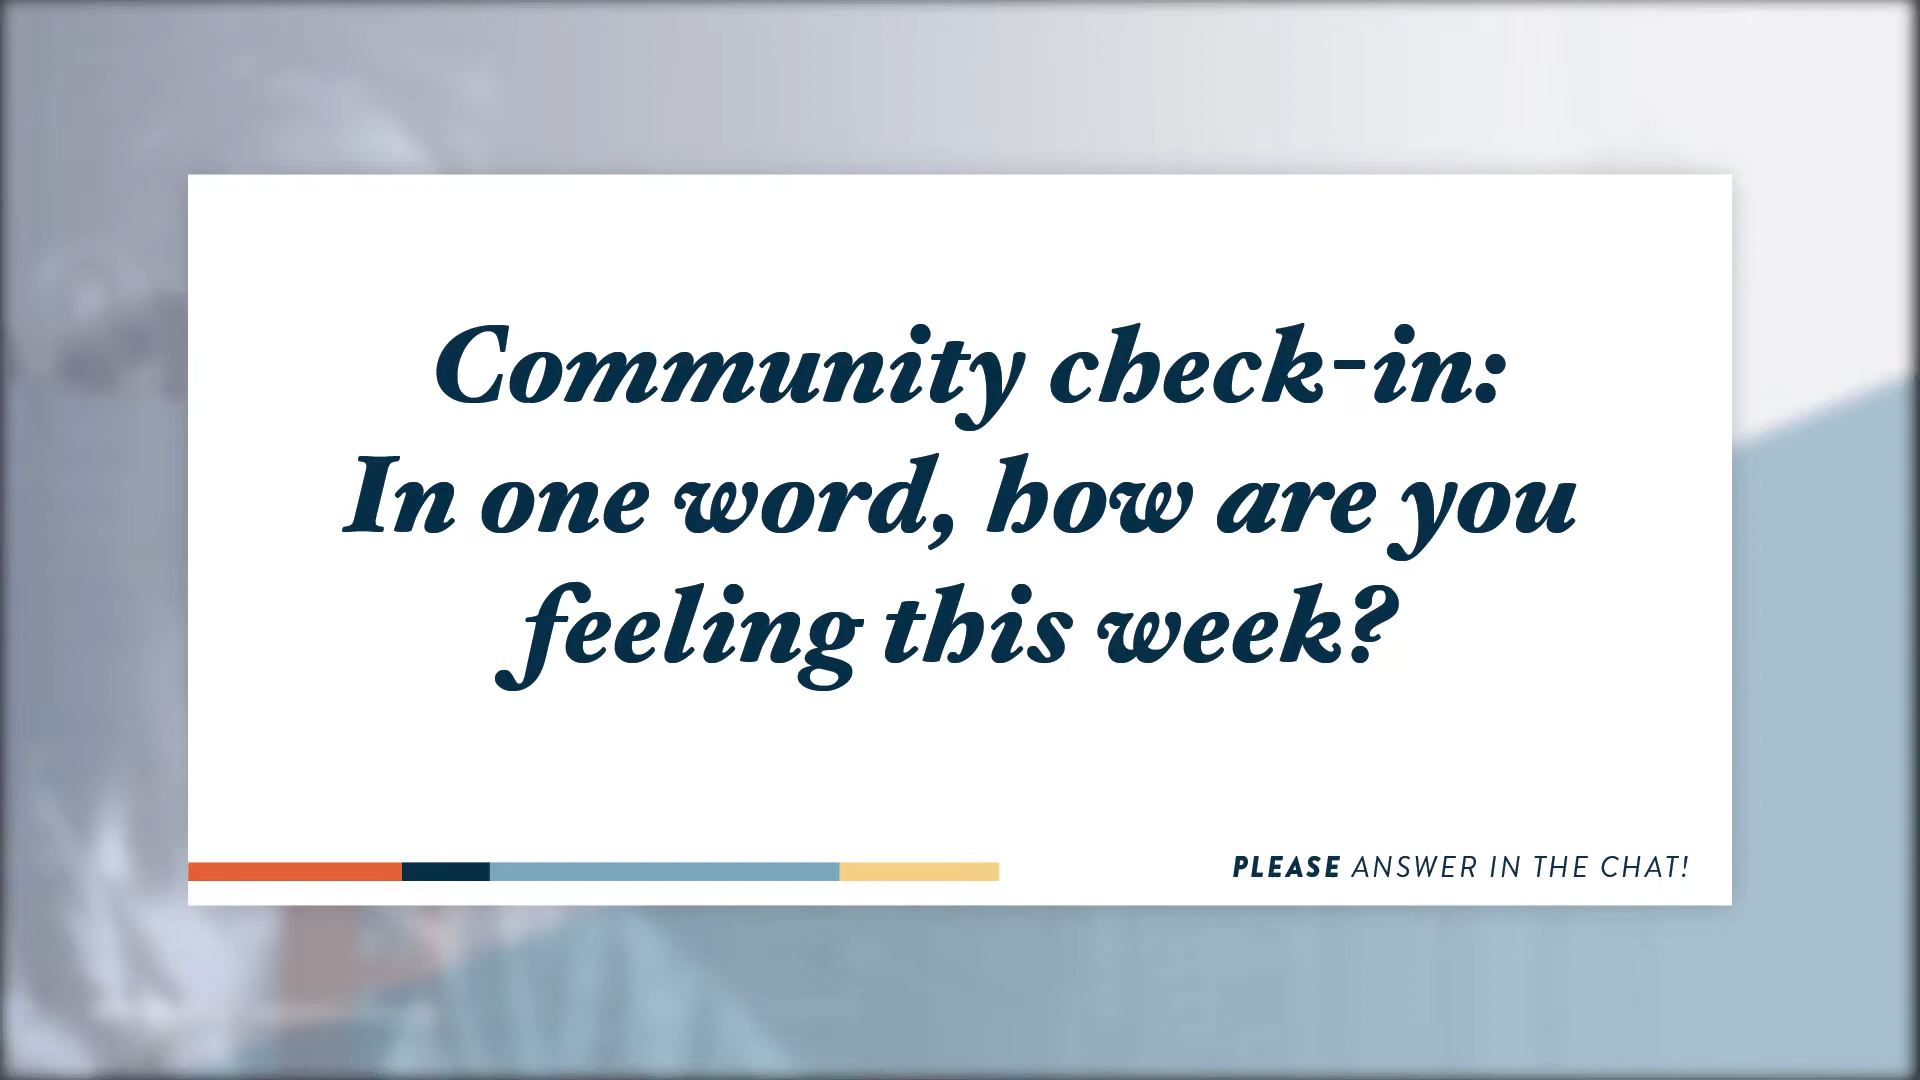 Community check-in:
In one word, how are you
feeling this week?
PLEASE ANSWER IN THE CHAT!